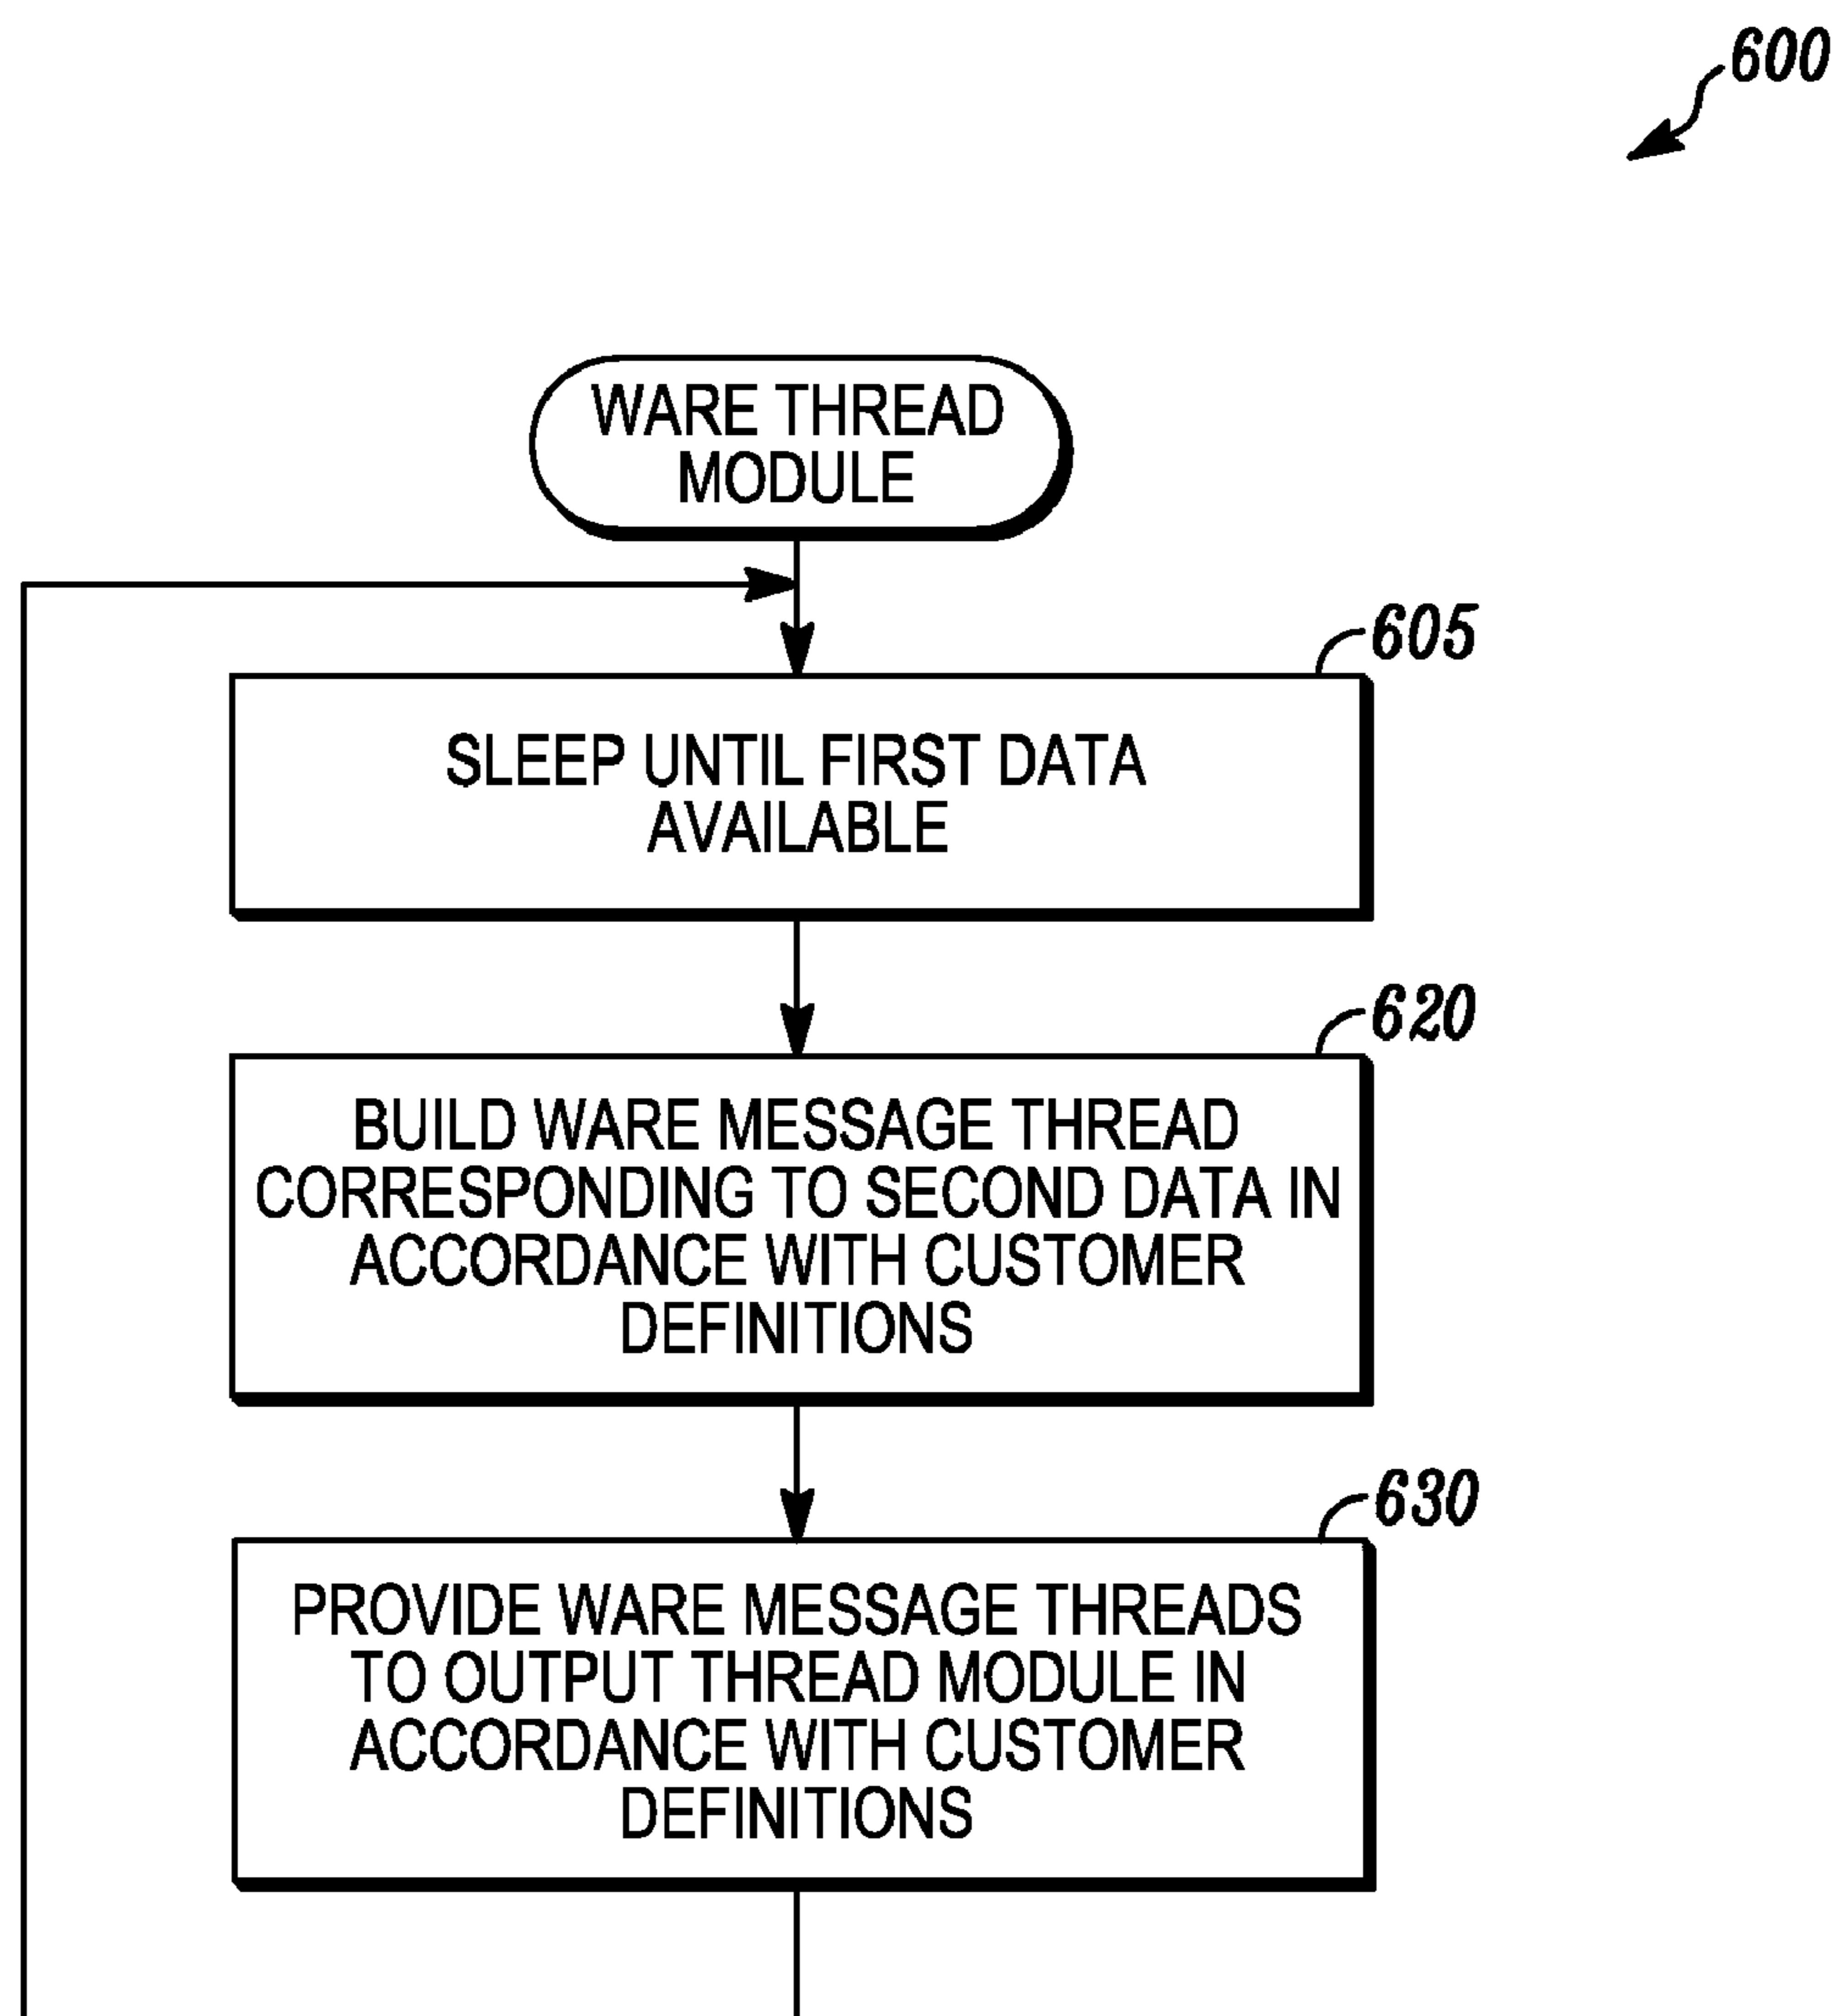 600
WARE THREAD
MODULE
605
SLEEP UNTIL FIRST DATA
AVAILABLE
620
BUILD WARE MESSAGE THREAD
CORRESPONDING TO SECOND DATA IN
ACCORDANCE WITH CUSTOMER
DEFINITIONS
630
PROVIDE WARE MESSAGE THREADS
TO OUTPUT THREAD MODULE IN
ACCORDANCE WITH CUSTOMER
DEFINITIONS